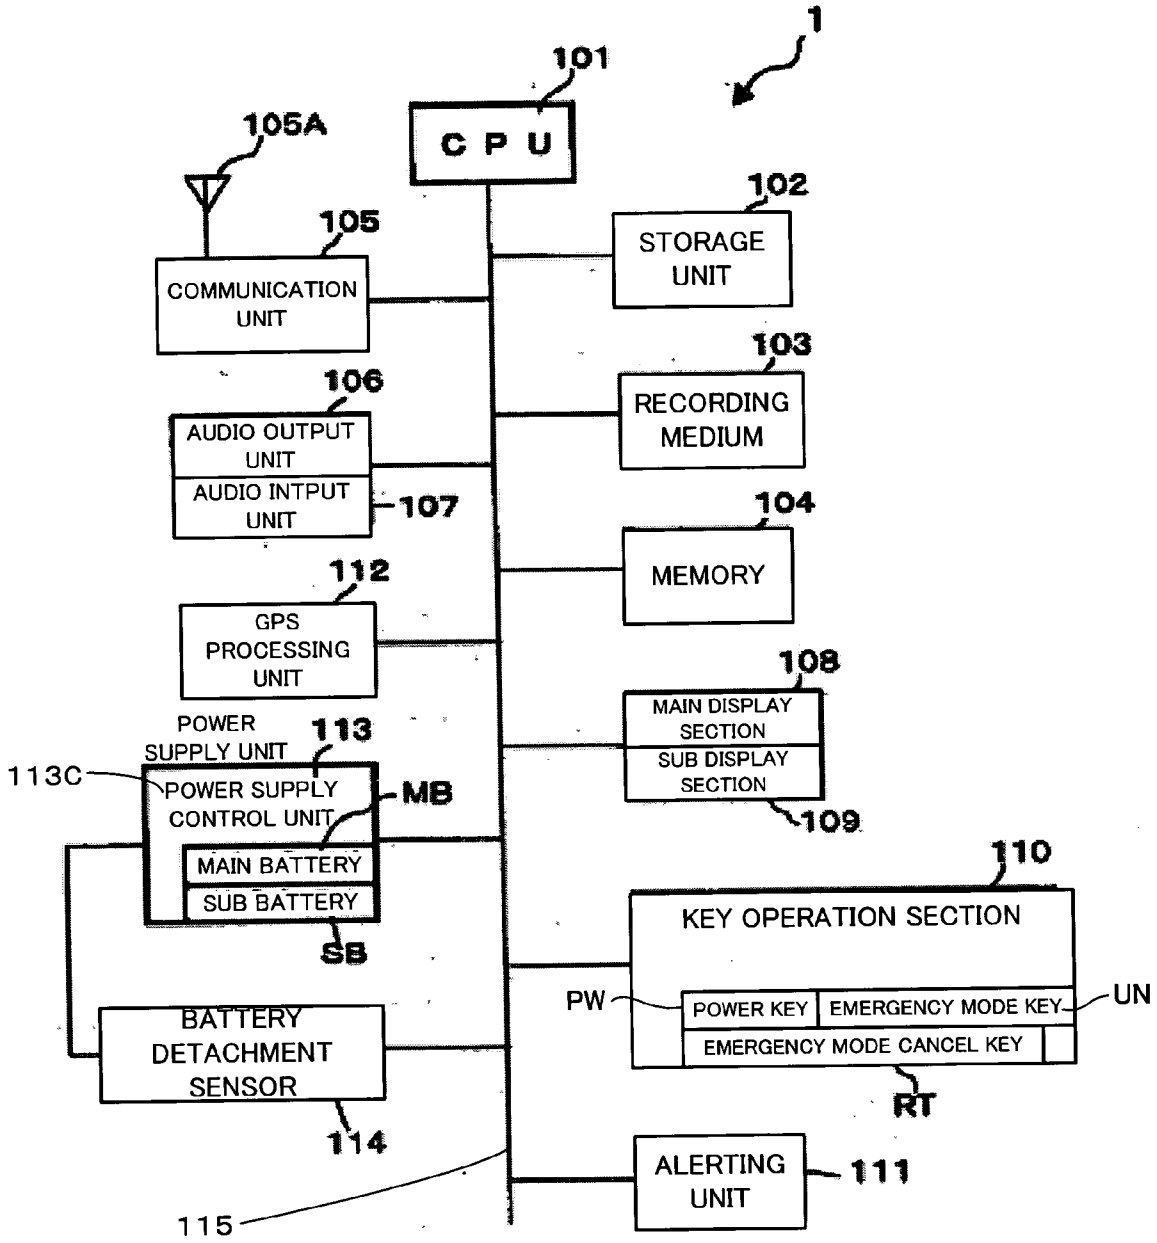 1
101
CPU
105A
102
STORAGE
UNIT
105
COMMUNICATION
UNIT
103
RECORDING
MEDIUM
106
AUDIO OUTPUT
UNIT
AUDIO INTPUT
UNIT
107
104
MEMORY
112
GPS
PROCESSING
UNIT
108
MAIN DISPLAY
SECTION
SUB DISPLAY
SECTION
109
POWER
SUPPLY UNIT
113
113C
POWER SUPPLY
CONTROL UNIT
MB
MAIN BATTERY
SUB BATTERY
SB
110
KEY OPERATION SECTION
PW
POWER KEY
EMERGENCY MODE KEY
UN
EMERGENCY MODE CANCEL KEY
RT
BATTERY
DETACHMENT
SENSOR
114
ALERTING
UNIT
111
115